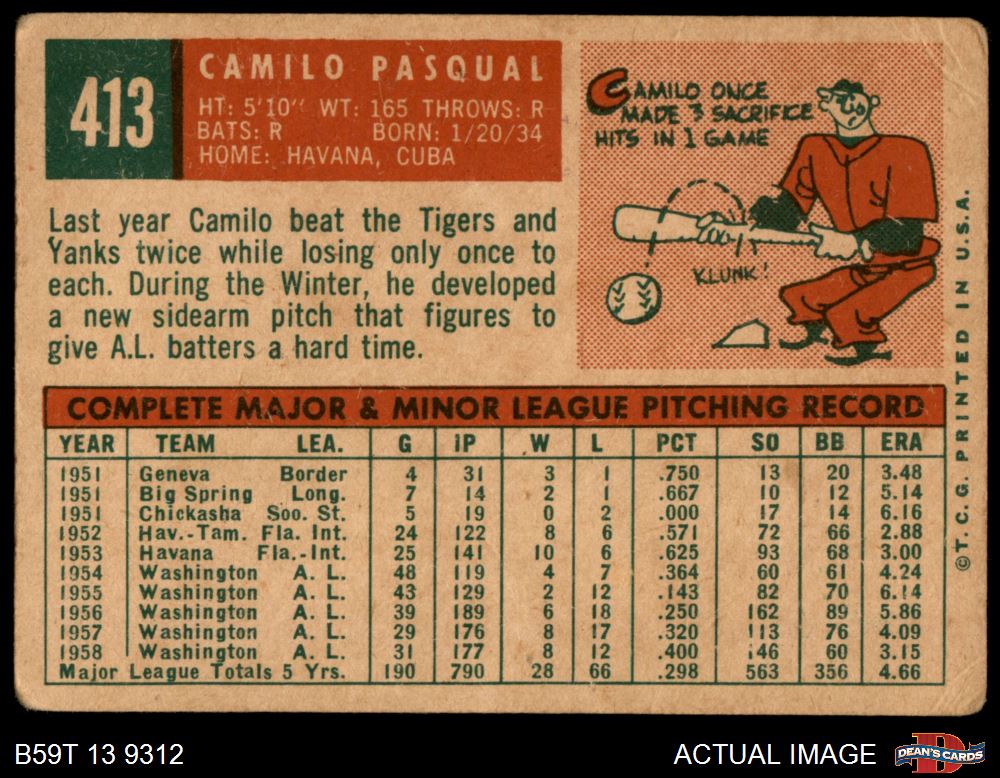 413
CAMILO PASQUAL
HT: 5'10" WT: 165 THROWS: R
BATS: R BORN: 1/20/34
HOME: HAVANA, CUBA
CAMILO ONCE
MADE 3 SACRIFICE
HITS IN 1 GAME
KLUNK!
Last year Camilo beat the Tigers and
Yanks twice while losing only once to
each. During the Winter, he developed
a new sidearm pitch that figures to
give A.L. batters a hard time.
COMPLETE MAJOR & MINOR LEAGUE PITCHING RECORD
YEAR TEAM LEA. G IP W L PCT SO BB ERA
1951 Geneva Border 4 31 3 1 .750 13 20 3.48
1951 Big Spring Long. 7 14 2 1 .667 10 12 5.14
1951 Chickasha Soo. St. 5 19 0 2 .000 17 14 6.16
1952 Hav.-Tam. Fla. Int. 24 122 8 6 .571 72 66 2.88
1953 Havana Fla.-Int. 25 141 10 6 .625 93 68 3.00
1954 Washington A. L. 48 119 4 7 .364 60 61 4.24
1955 Washington A. L. 43 129 2 12 .143 82 70 6.14
1956 Washington A. L. 39 189 6 18 .250 162 89 5.86
1957 Washington A. L. 29 176 8 17 .320 113 76 4.09
1958 Washington A. L. 31 177 8 12 .400 146 60 3.15
Major League Totals 5 Yrs. 190 790 28 66 .298 563 356 4.66
©T.C.G. PRINTED IN U.S.A.
B59T 13 9312
ACTUAL IMAGE
DEAN'S CARDS